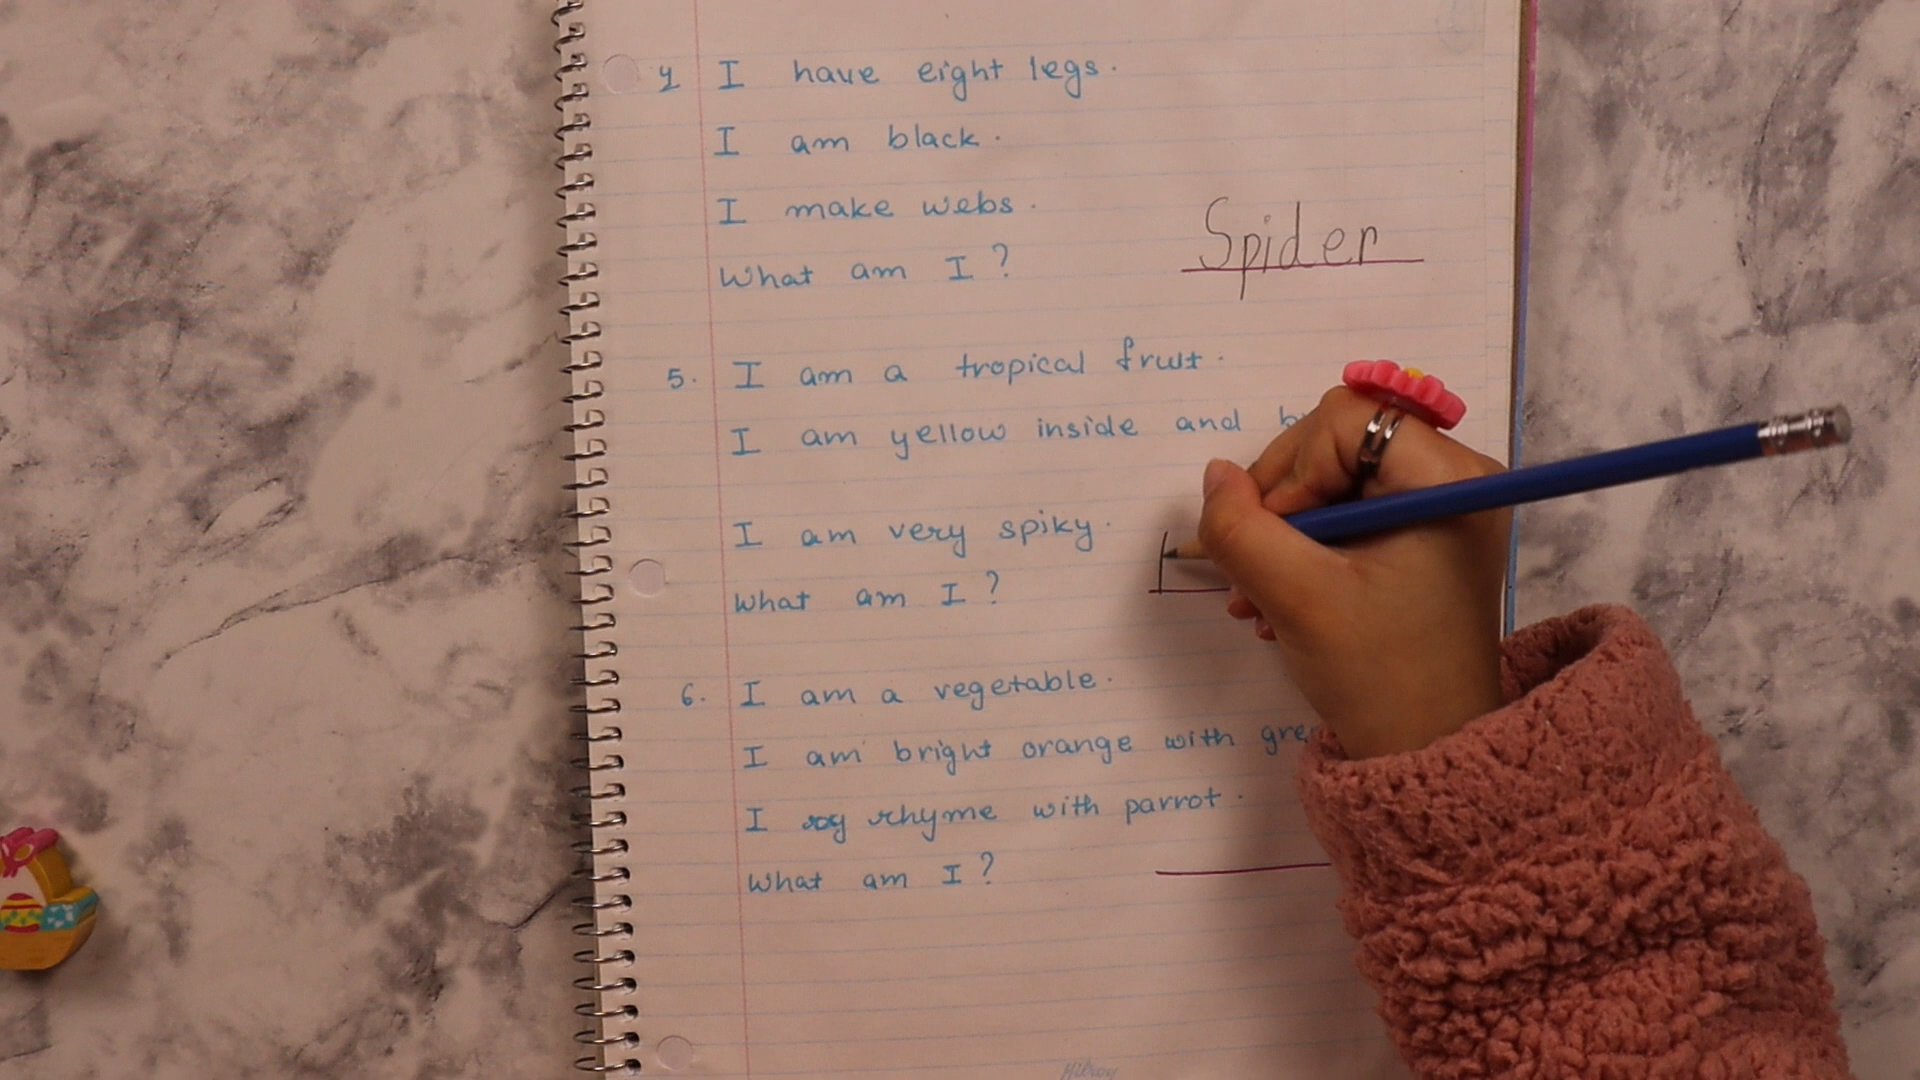 4 I have eight legs.
I am black.
I make webs.
What am I? Spider
5. I am a tropical fruit.
I am yellow inside and
I am very spiky.
What am I?
6. I am a vegetable.
I am bright orange with
I rhyme with parrot.
What am I?
Hilroy